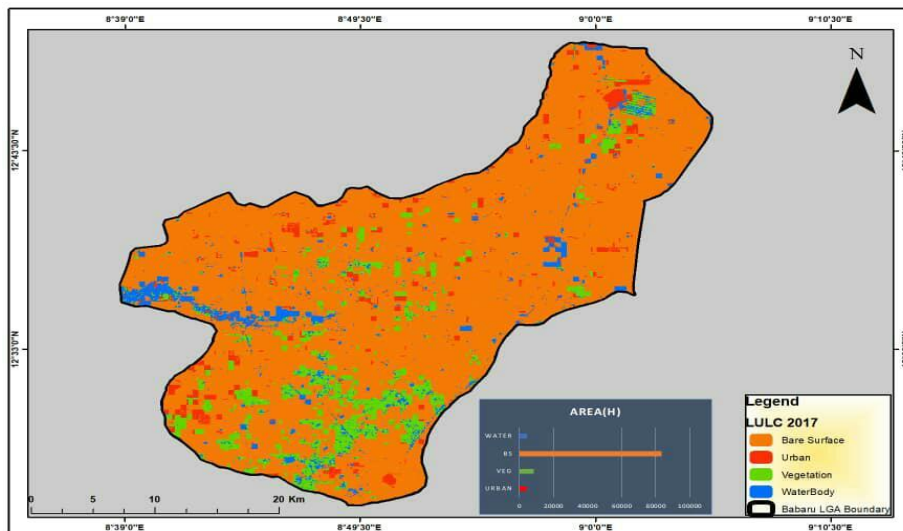 8°39'0"E 8°49'30"E 9°0'0"E 9°10'30"E
N
12°43'30"N
12°33'0"N
AREA(H)
WATER
BS
VEG
URBAN
0 20000 40000 60000 80000 100000
Legend
LULC 2017
Bare Surface
Urban
Vegetation
WaterBody
Babaru LGA Boundary
0 5 10 20 Km
8°39'0"E 8°49'30"E 9°0'0"E 9°10'30"E